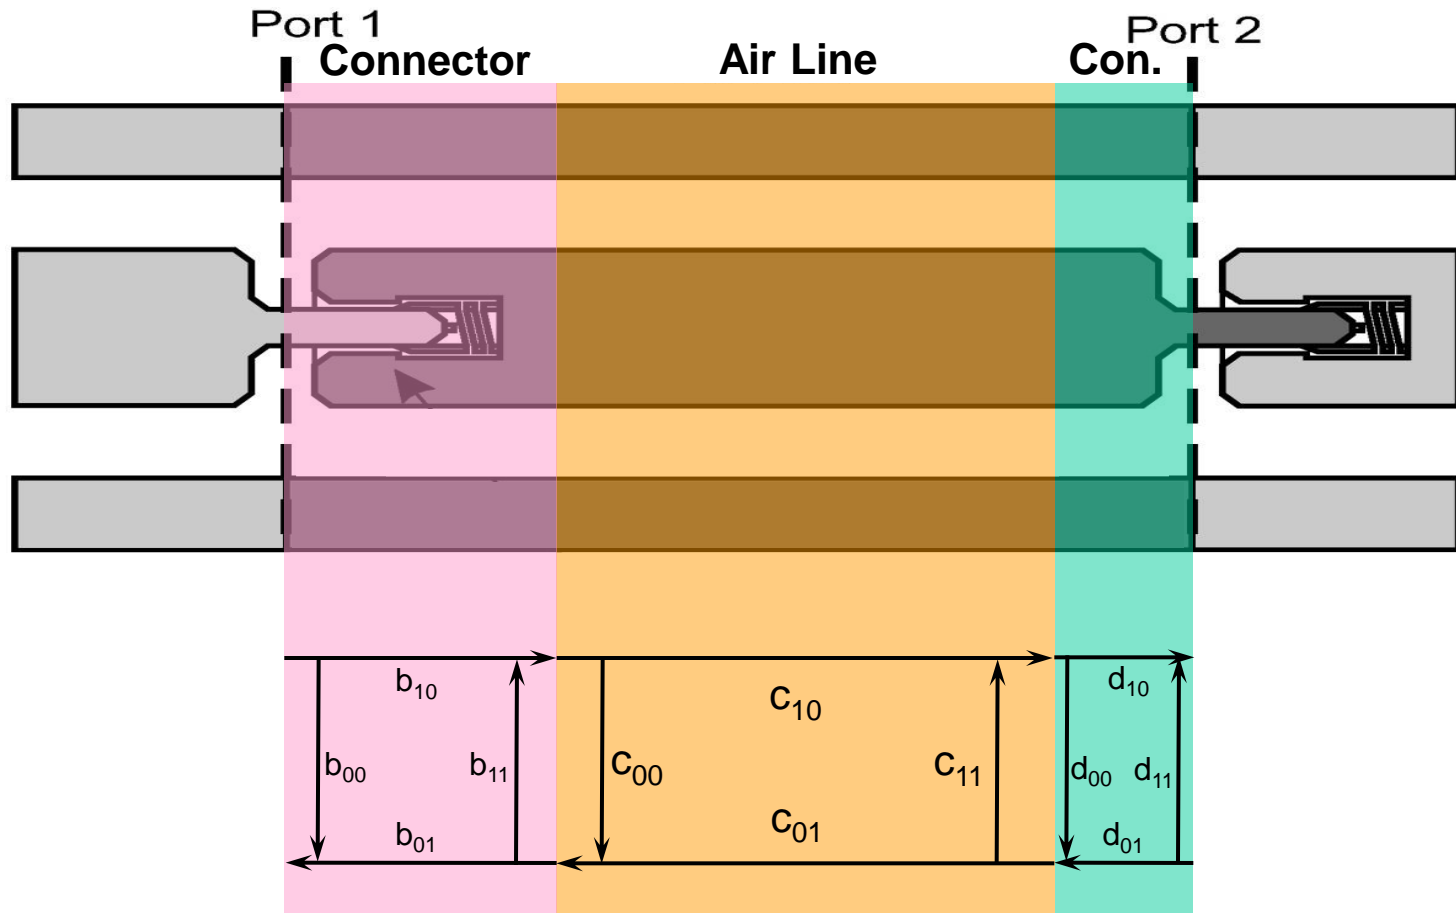 Port 1
Port 2
Connector
Air Line
Con.
b10
c10
d10
b00
b11
c00
c11
d00
d11
b01
c01
d01